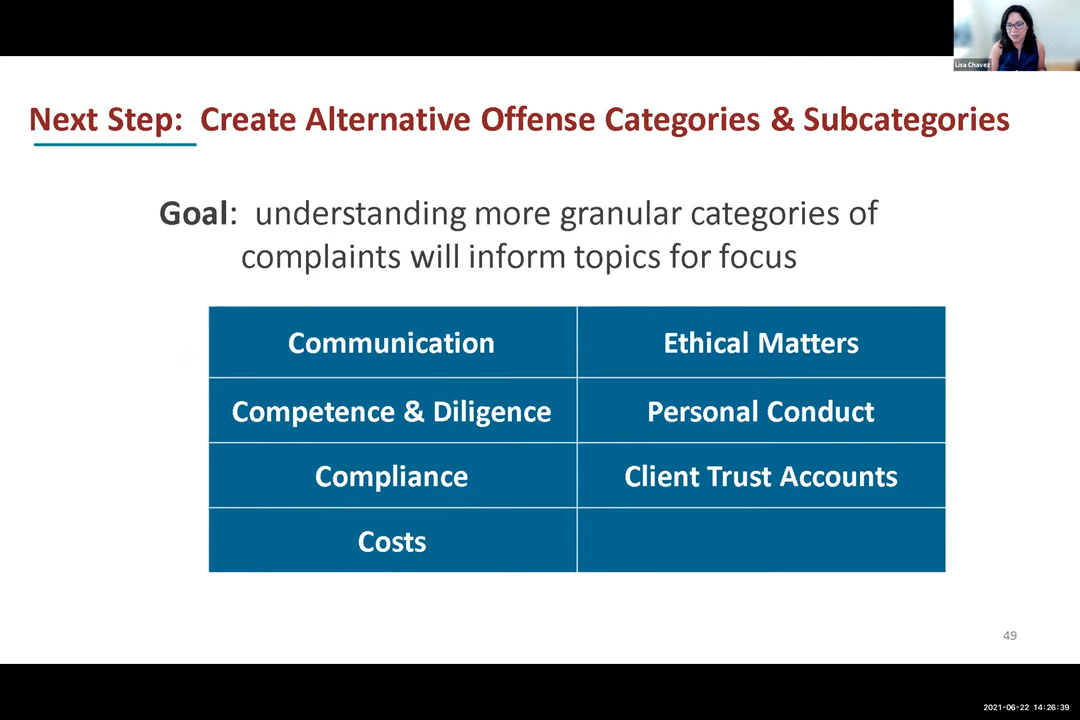 Lisa Chavez
Next Step: Create Alternative Offense Categories & Subcategories
Goal: understanding more granular categories of
complaints will inform topics for focus
Communication
Ethical Matters
Competence & Diligence
Personal Conduct
Compliance
Client Trust Accounts
Costs
49
2021-06-22 14:26:39